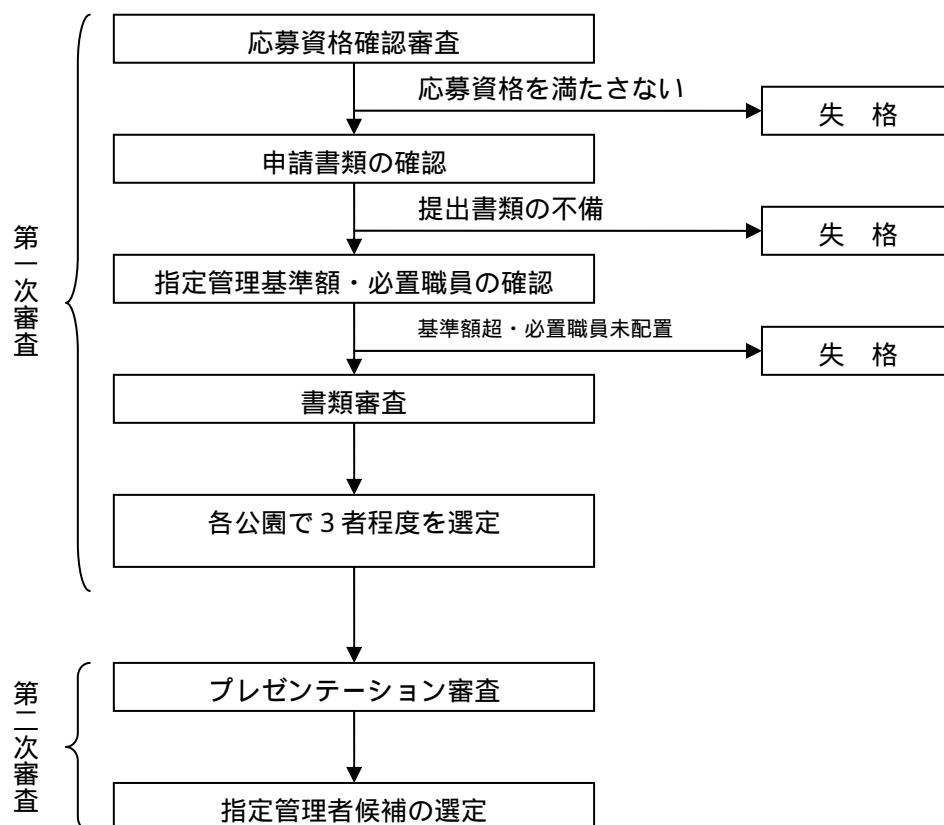 応募資格確認審査
応募資格を満たさない
失　格
申請書類の確認
提出書類の不備
失　格
指定管理基準額・必置職員の確認
基準額超・必置職員未配置
失　格
書類審査
各公園で３者程度を選定
第一次審査
プレゼンテーション審査
指定管理者候補の選定
第二次審査